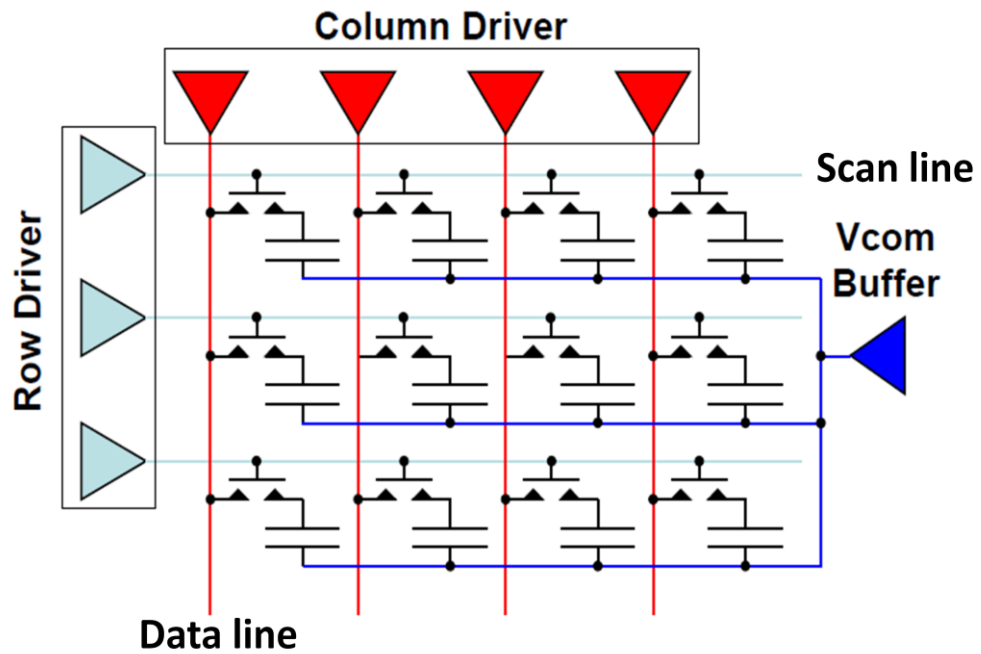 Column Driver
Scan line
Vcom
Buffer
Row Driver
Data line